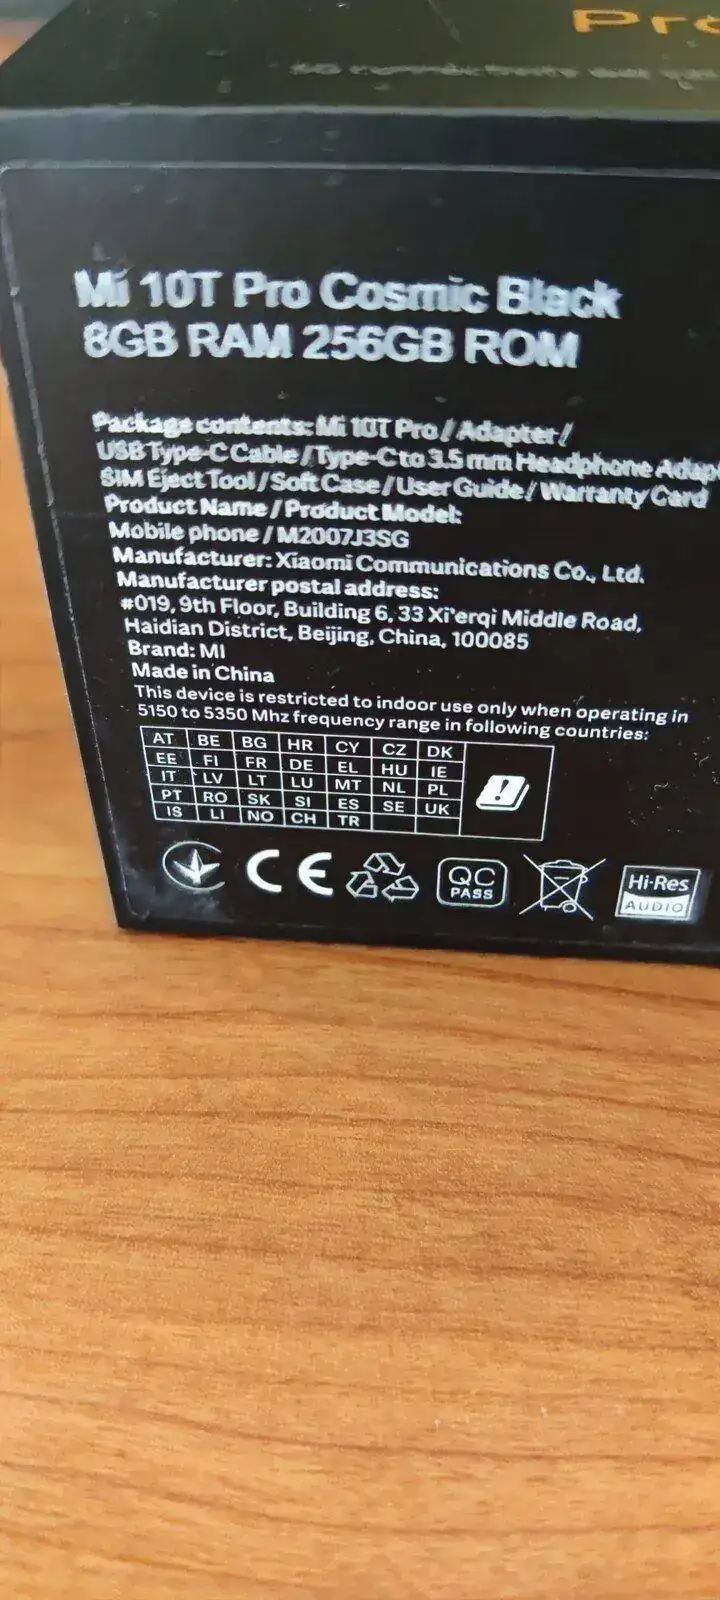 Mi 10T Pro Cosmic Black
8GB RAM 256GB ROM
Package contents: Mi 10T Pro / Adapter /
USB Type-C Cable / Type-C to 3.5 mm Headphone Adap
SIM Eject Tool / Soft Case / User Guide / Warranty Card
Product Name / Product Model:
Mobile phone / M2007J3SG
Manufacturer: Xiaomi Communications Co., Ltd.
Manufacturer postal address:
#019, 9th Floor, Building 6, 33 Xi'erqi Middle Road,
Haidian District, Beijing, China, 100085
Brand: MI
Made in China
This device is restricted to indoor use only when operating in
5150 to 5350 Mhz frequency range in following countries:
AT BE BG HR CY CZ DK
EE FI FR DE EL HU IE
IT LV LT LU MT NL PL
PT RO SK SI ES SE UK
IS LI NO CH TR
CE
QC
PASS
Hi-Res
AUDIO